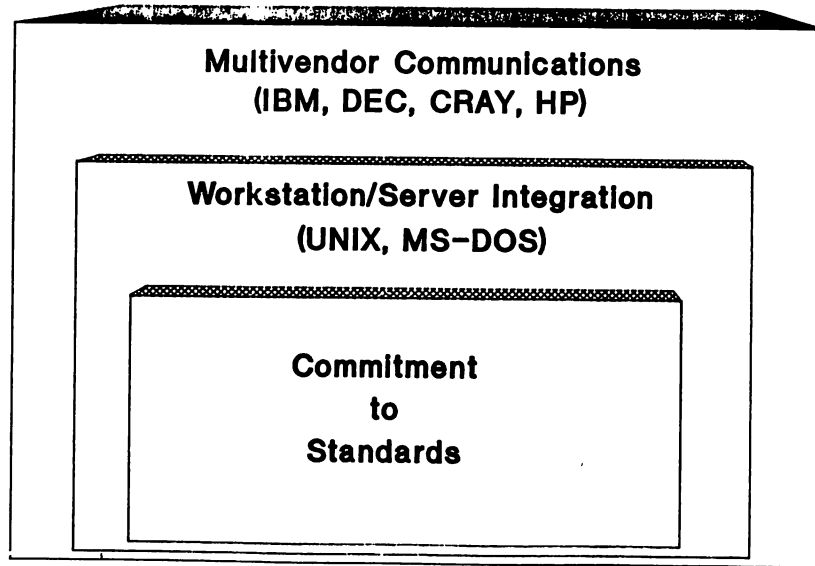 Multivendor Communications
(IBM, DEC, CRAY, HP)
Workstation/Server Integration
(UNIX, MS-DOS)
Commitment
to
Standards